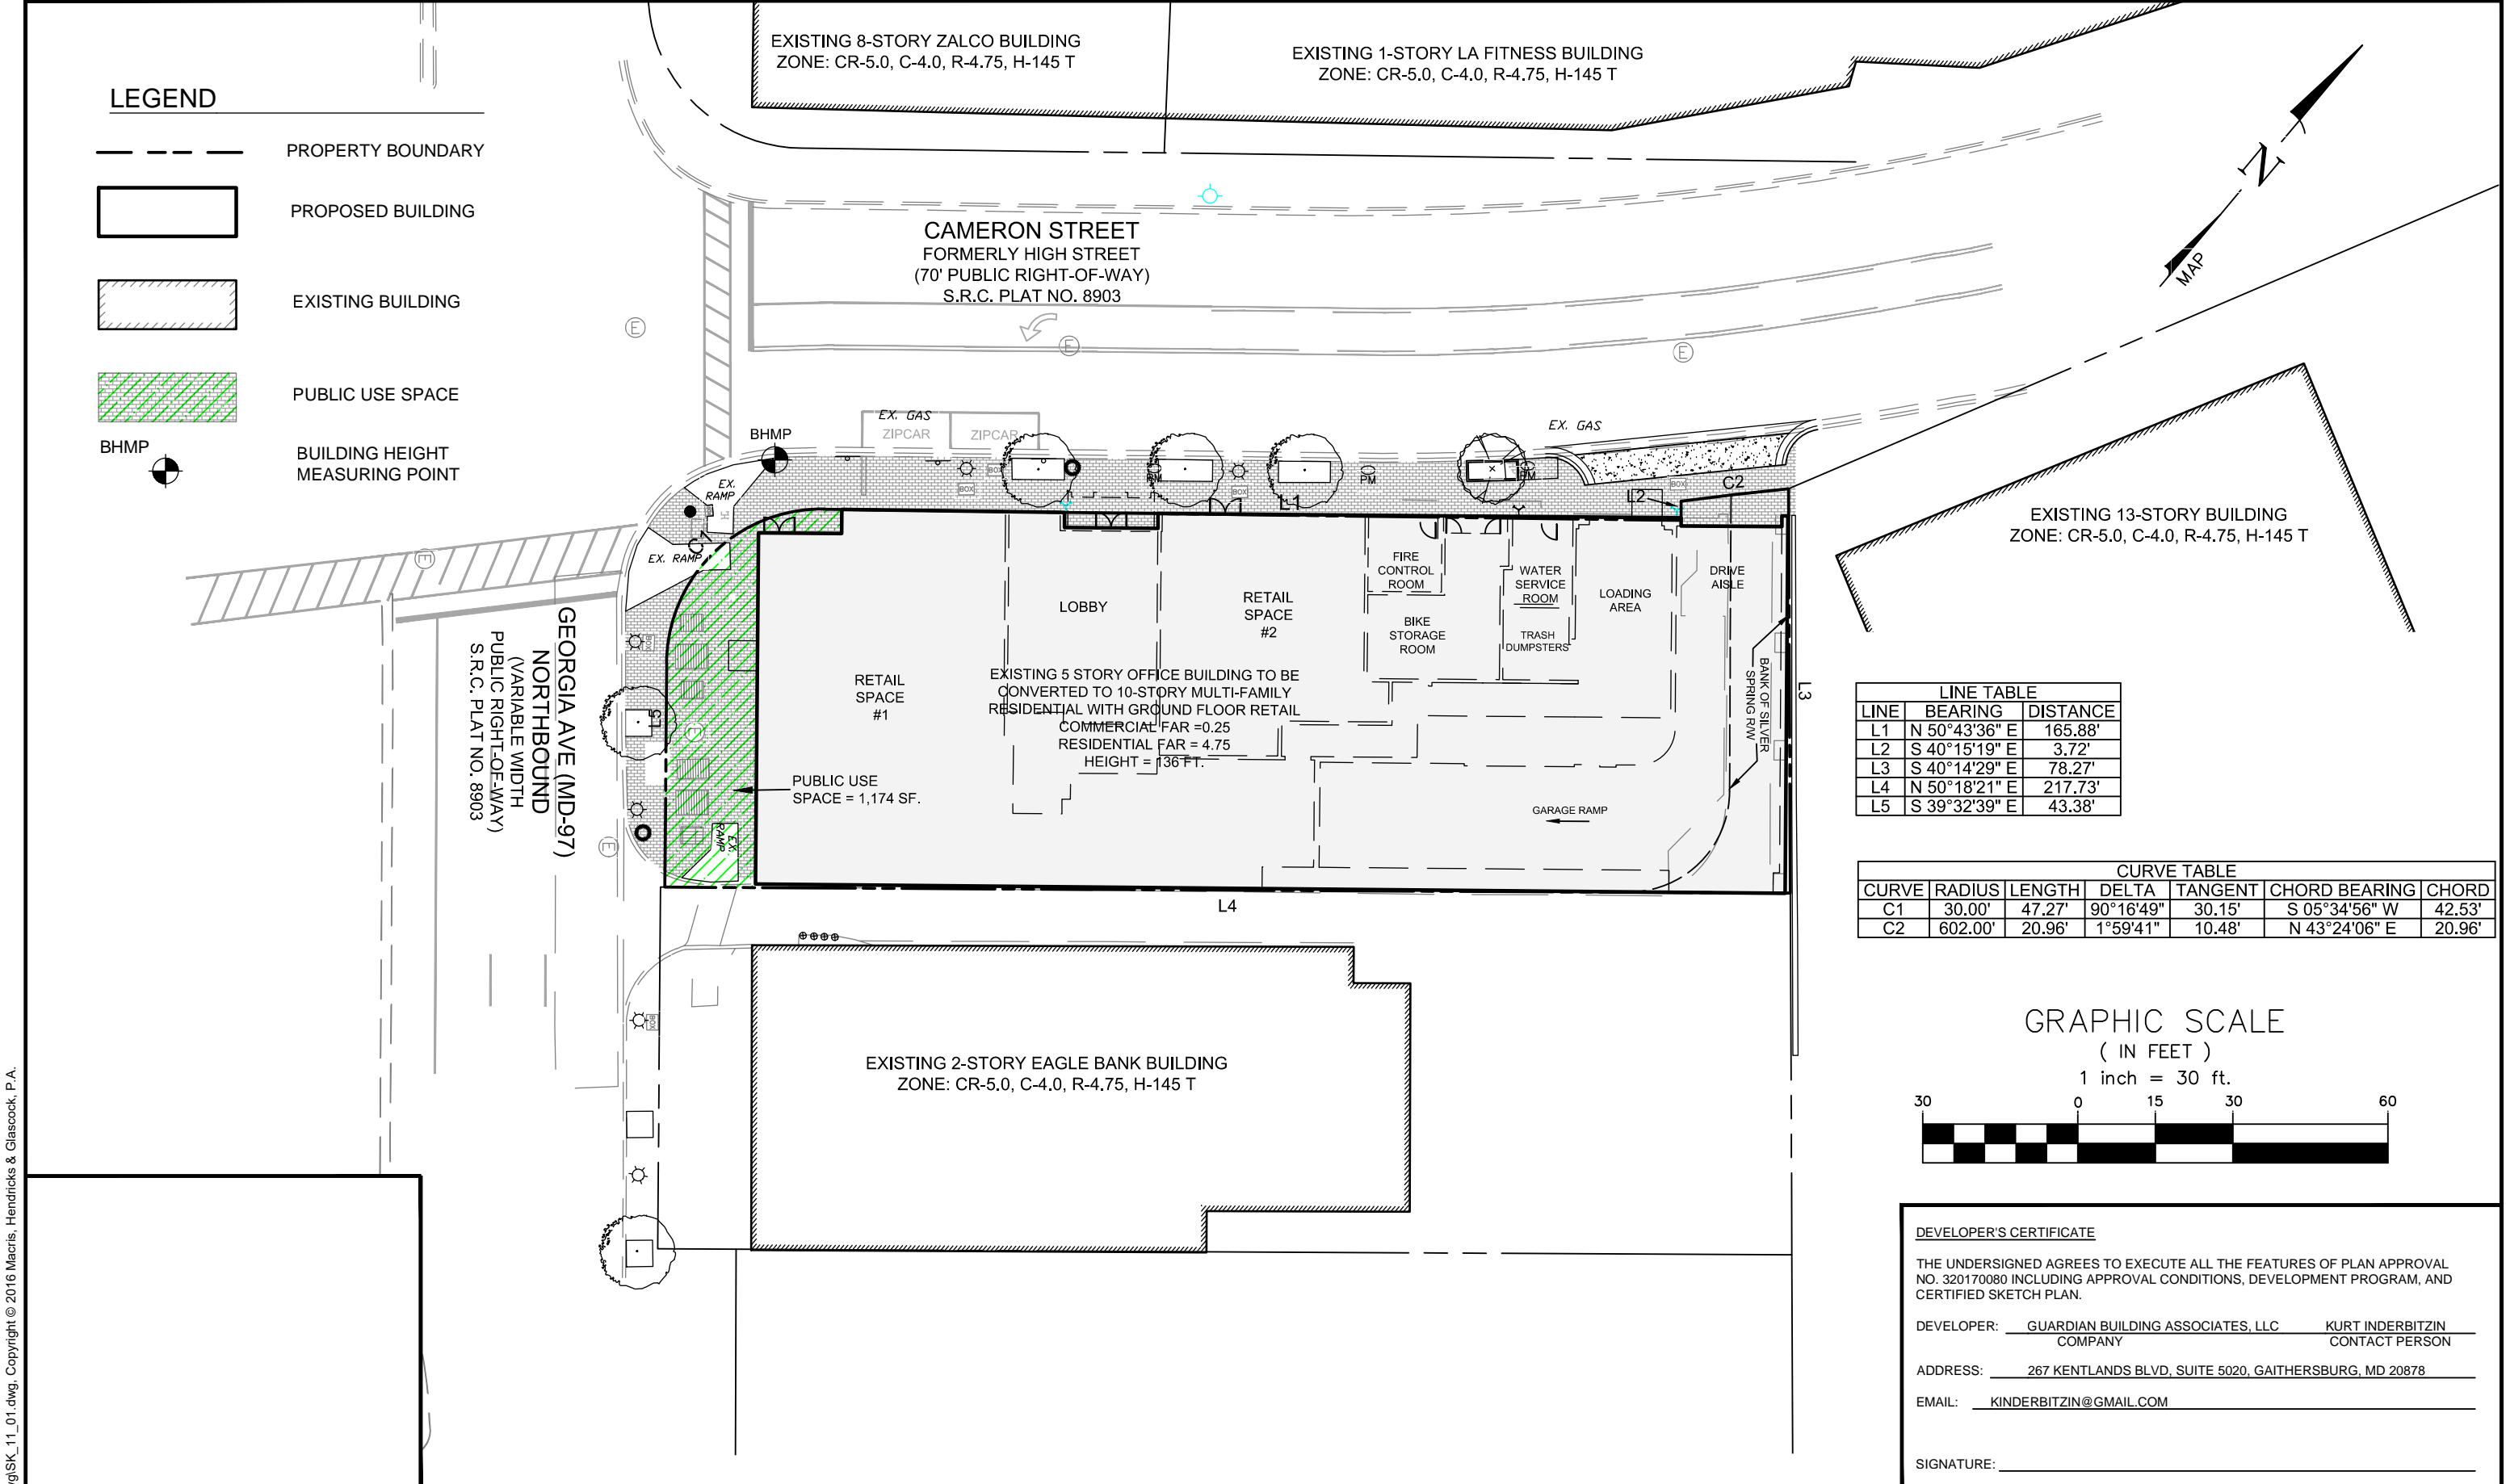 EXISTING 8-STORY ZALCO BUILDING
ZONE: CR-5.0, C-4.0, R-4.75, H-145 T
EXISTING 1-STORY LA FITNESS BUILDING
ZONE: CR-5.0, C-4.0, R-4.75, H-145 T
LEGEND
PROPERTY BOUNDARY
PROPOSED BUILDING
EXISTING BUILDING
PUBLIC USE SPACE
BHMP
BUILDING HEIGHT
MEASURING POINT
N
MAP
CAMERON STREET
FORMERLY HIGH STREET
(70' PUBLIC RIGHT-OF-WAY)
S.R.C. PLAT NO. 8903
E
E
E
EX. GAS
ZIPCAR
ZIPCAR
EX. GAS
BHMP
BOX
BOX
PM
BOX
PM
PM
BOX
L1
L2
C2
EX.
RAMP
C1
EX. RAMP
E
EXISTING 13-STORY BUILDING
ZONE: CR-5.0, C-4.0, R-4.75, H-145 T
FIRE
CONTROL
ROOM
WATER
SERVICE
ROOM
LOADING
AREA
DRIVE
AISLE
LOBBY
RETAIL
SPACE
#2
BIKE
STORAGE
ROOM
TRASH
DUMPSTERS
BOX
GEORGIA AVE (MD-97)
NORTHBOUND
(VARIABLE WIDTH
PUBLIC RIGHT-OF-WAY)
S.R.C. PLAT NO. 8903
L5
E
E
RETAIL
SPACE
#1
EXISTING 5 STORY OFFICE BUILDING TO BE
CONVERTED TO 10-STORY MULTI-FAMILY
RESIDENTIAL WITH GROUND FLOOR RETAIL
COMMERCIAL FAR =0.25
RESIDENTIAL FAR = 4.75
HEIGHT = 136 FT.
BANK OF SILVER
SPRING R/W
L3
PUBLIC USE
SPACE = 1,174 SF.
GARAGE RAMP
EX.
RAMP
L4
LINE TABLE
LINE BEARING DISTANCE
L1 N 50°43'36" E 165.88'
L2 S 40°15'19" E 3.72'
L3 S 40°14'29" E 78.27'
L4 N 50°18'21" E 217.73'
L5 S 39°32'39" E 43.38'
CURVE TABLE
CURVE RADIUS LENGTH DELTA TANGENT CHORD BEARING CHORD
C1 30.00' 47.27' 90°16'49" 30.15' S 05°34'56" W 42.53'
C2 602.00' 20.96' 1°59'41" 10.48' N 43°24'06" E 20.96'
BOX
EXISTING 2-STORY EAGLE BANK BUILDING
ZONE: CR-5.0, C-4.0, R-4.75, H-145 T
GRAPHIC SCALE
( IN FEET )
1 inch = 30 ft.
30 0 15 30 60
DEVELOPER'S CERTIFICATE
THE UNDERSIGNED AGREES TO EXECUTE ALL THE FEATURES OF PLAN APPROVAL
NO. 320170080 INCLUDING APPROVAL CONDITIONS, DEVELOPMENT PROGRAM, AND
CERTIFIED SKETCH PLAN.
DEVELOPER: GUARDIAN BUILDING ASSOCIATES, LLC KURT INDERBITZIN
COMPANY CONTACT PERSON
ADDRESS: 267 KENTLANDS BLVD, SUITE 5020, GAITHERSBURG, MD 20878
EMAIL: KINDERBITZIN@GMAIL.COM
SIGNATURE:
\SK_11_01.dwg, Copyright © 2016 Macris, Hendricks & Glascock, P.A.